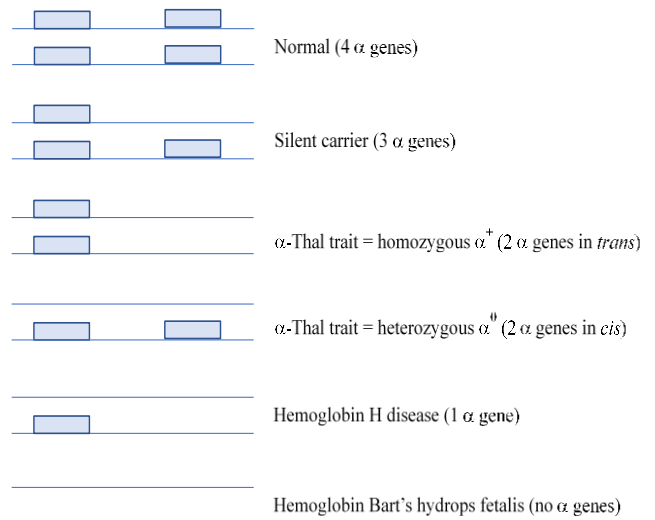 Normal (4 α genes)
Silent carrier (3 α genes)
α-Thal trait = homozygous α⁺ (2 α genes in trans)
α-Thal trait = heterozygous α⁰ (2 α genes in cis)
Hemoglobin H disease (1 α gene)
Hemoglobin Bart’s hydrops fetalis (no α genes)